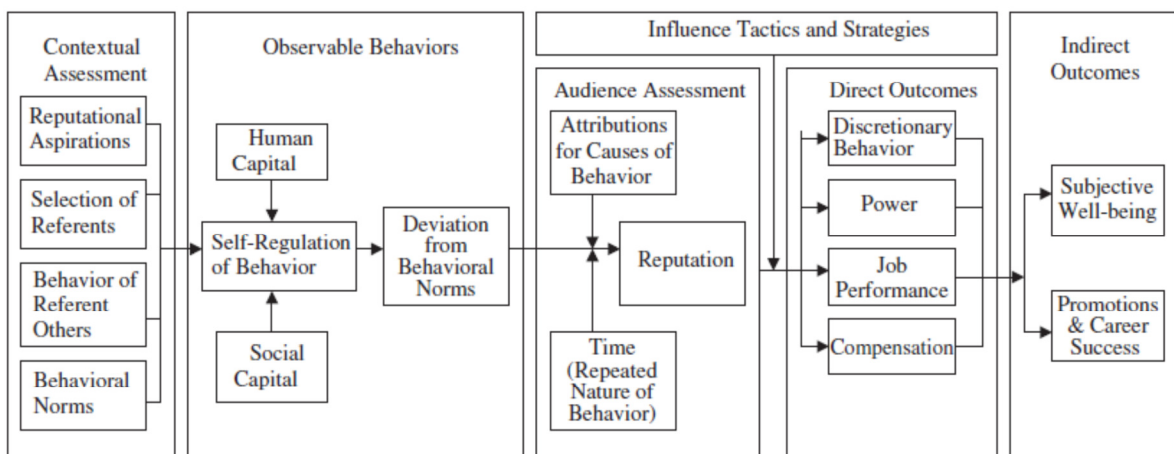 Contextual
Assessment
Reputational
Aspirations
Selection of
Referents
Behavior of
Referent
Others
Behavioral
Norms
Observable Behaviors
Human
Capital
Self-Regulation
of Behavior
Social
Capital
Deviation
from
Behavioral
Norms
Influence Tactics and Strategies
Audience Assessment
Attributions
for Causes of
Behavior
Reputation
Time
(Repeated
Nature of
Behavior)
Direct Outcomes
Discretionary
Behavior
Power
Job
Performance
Compensation
Indirect
Outcomes
Subjective
Well-being
Promotions
& Career
Success